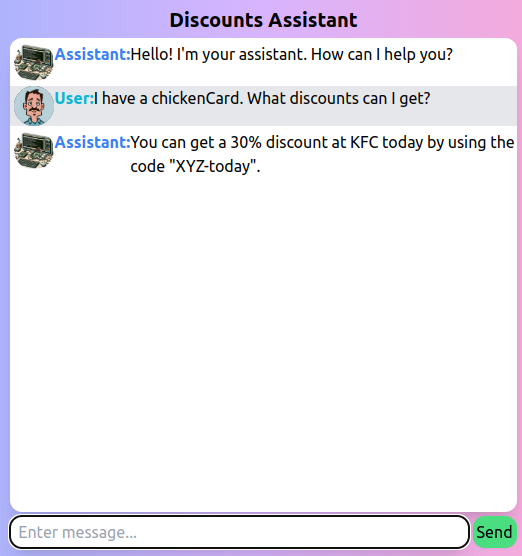 Discounts Assistant
Assistant:Hello! I'm your assistant. How can I help you?
User:I have a chickenCard. What discounts can I get?
Assistant:You can get a 30% discount at KFC today by using the
code "XYZ-today".
Enter message... Send